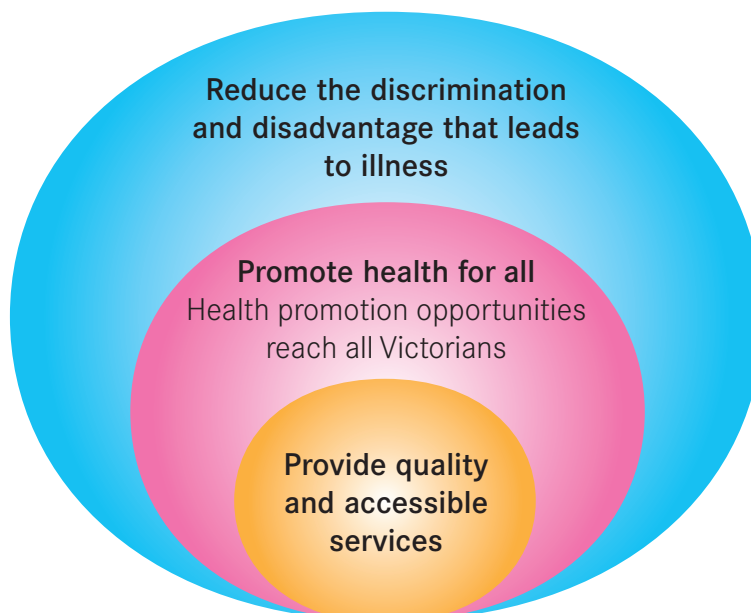 Reduce the discrimination
and disadvantage that leads
to illness
Promote health for all
Health promotion opportunities
reach all Victorians
Provide quality
and accessible
services